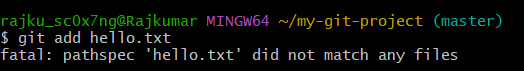 rajku_sc0x7ng@Rajkumar MINGW64 ~/my-git-project (master)
$ git add hello.txt
fatal: pathspec 'hello.txt' did not match any files